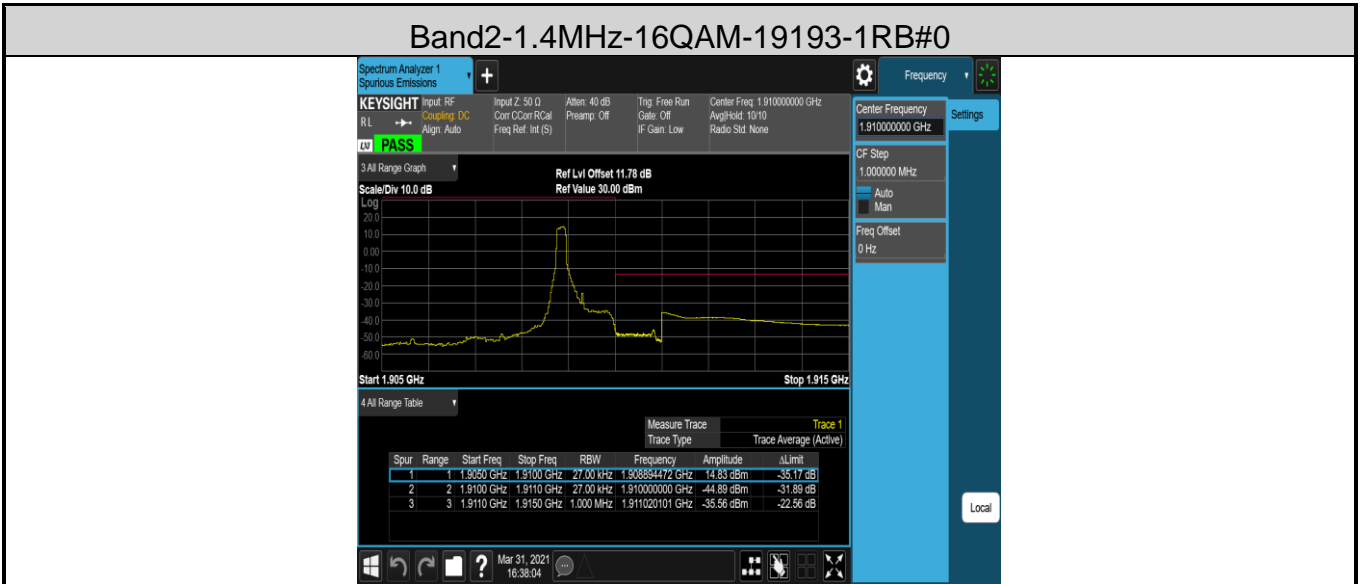 Band2-1.4MHz-16QAM-19193-1RB#0
Spectrum Analyzer 1
Spurious Emissions
+
Frequency
KEYSIGHT
RL
LXI
PASS
Input: RF
Coupling: DC
Align: Auto
Input Z: 50 Ω
Corr CCorr RCal
Freq Ref: Int (S)
Atten: 40 dB
Preamp: Off
Trig: Free Run
Gate: Off
IF Gain: Low
Center Freq: 1.910000000 GHz
Avg|Hold: 10/10
Radio Std: None
Center Frequency
1.910000000 GHz
Settings
CF Step
1.000000 MHz
Auto
Man
Freq Offset
0 Hz
3 All Range Graph
Ref Lvl Offset 11.78 dB
Scale/Div 10.0 dB
Ref Value 30.00 dBm
Log
20.0
10.0
0.00
-10.0
-20.0
-30.0
-40.0
-50.0
-60.0
Start 1.905 GHz
Stop 1.915 GHz
4 All Range Table
Measure Trace Trace 1
Trace Type Trace Average (Active)
Spur Range Start Freq Stop Freq RBW Frequency Amplitude ΔLimit
1 1 1.9050 GHz 1.9100 GHz 27.00 kHz 1.908894472 GHz 14.83 dBm -35.17 dB
2 2 1.9100 GHz 1.9110 GHz 27.00 kHz 1.910000000 GHz -44.89 dBm -31.89 dB
3 3 1.9110 GHz 1.9150 GHz 1.000 MHz 1.911020101 GHz -35.56 dBm -22.56 dB
Local
?
Mar 31, 2021
16:38:04